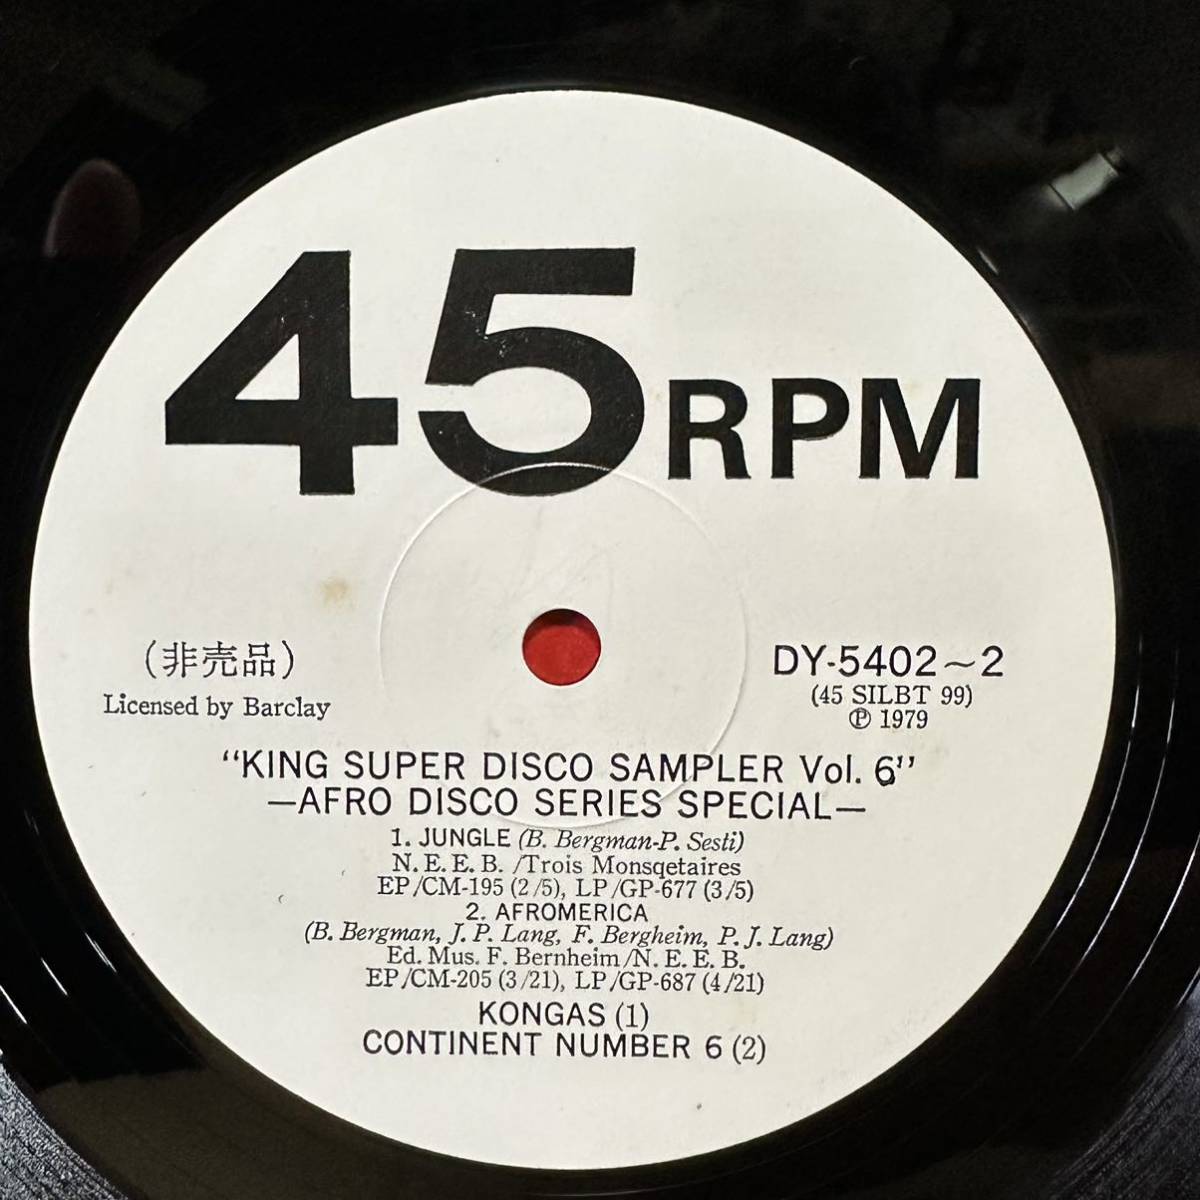 45 RPM
(非売品)
Licensed by Barclay
DY-5402~2
(45 SILBT 99)
℗ 1979
"KING SUPER DISCO SAMPLER Vol. 6"
—AFRO DISCO SERIES SPECIAL—
1. JUNGLE (B. Bergman-P. Sesti)
N. E. E. B. /Trois Monsqetaires
EP/CM-195 (2/5), LP/GP-677 (3/5)
2. AFROMERICA
(B. Bergman, J. P. Lang, F. Bergheim, P. J. Lang)
Ed. Mus. F. Bernheim/N. E. E. B.
EP/CM-205 (3/21), LP/GP-687 (4/21)
KONGAS (1)
CONTINENT NUMBER 6 (2)